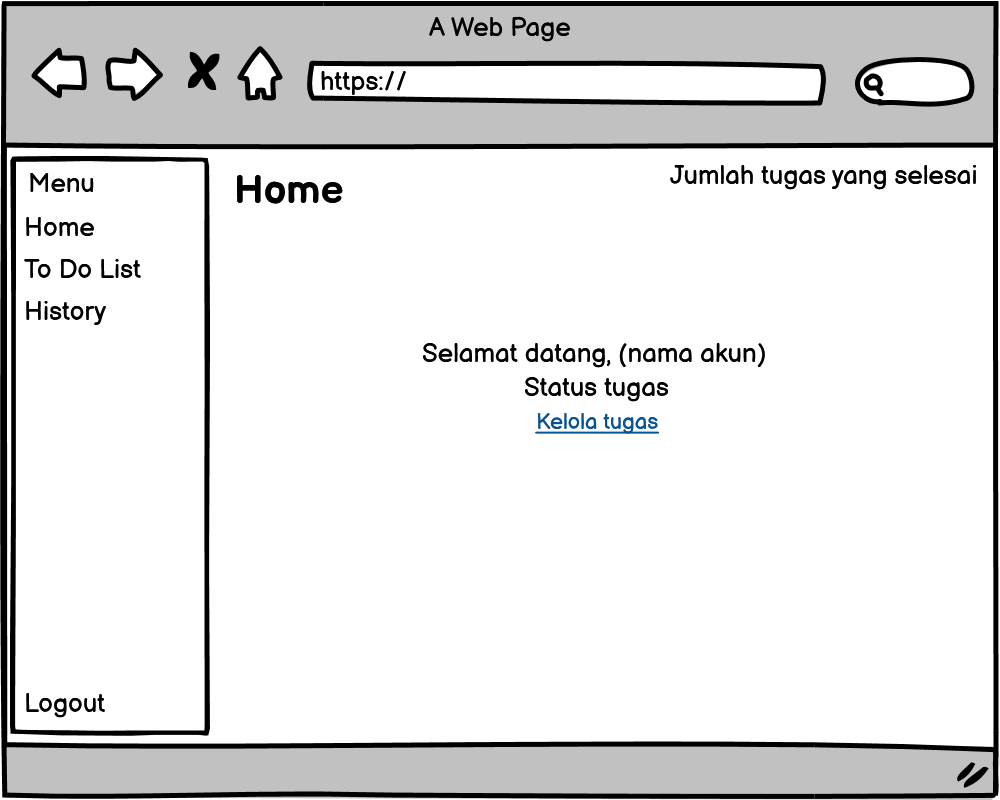 A Web Page
https://
Menu
Home
To Do List
History
Logout
Home
Jumlah tugas yang selesai
Selamat datang, (nama akun)
Status tugas
Kelola tugas